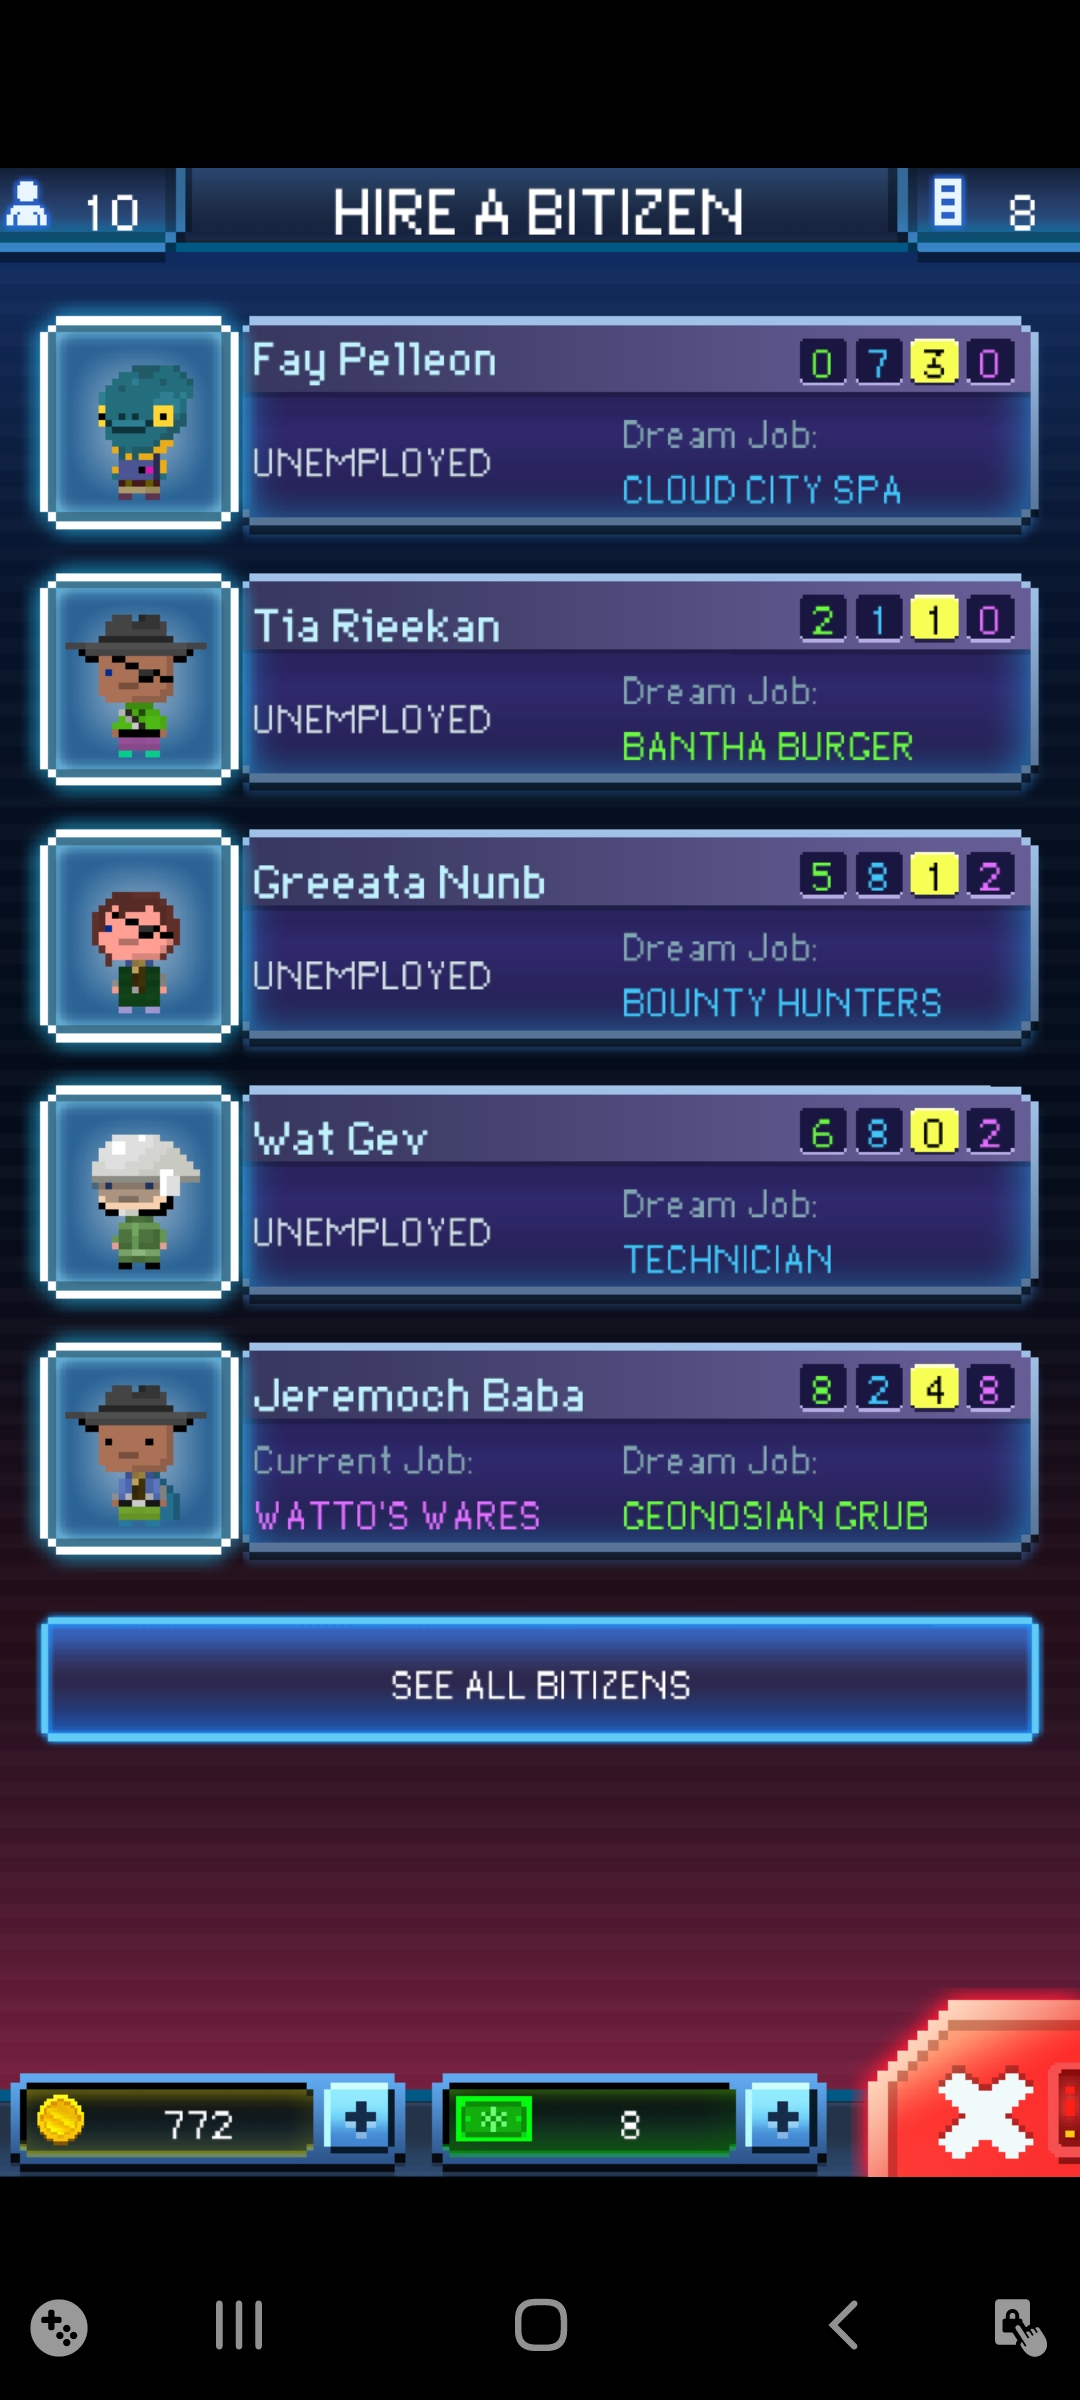 10 HIRE A BITIZEN 8
Fay Pelleon 0 7 3 0
Dream Job:
UNEMPLOYED
CLOUD CITY SPA
Tia Rieekan 2 1 1 0
Dream Job:
UNEMPLOYED
BANTHA BURGER
Greeata Nunb 5 8 1 2
Dream Job:
UNEMPLOYED
BOUNTY HUNTERS
Wat Gev 6 8 0 2
Dream Job:
UNEMPLOYED
TECHNICIAN
Jeremoch Baba 8 2 4 8
Current Job: Dream Job:
WATTO'S WARES GEONOSIAN GRUB
SEE ALL BITIZENS
772 8